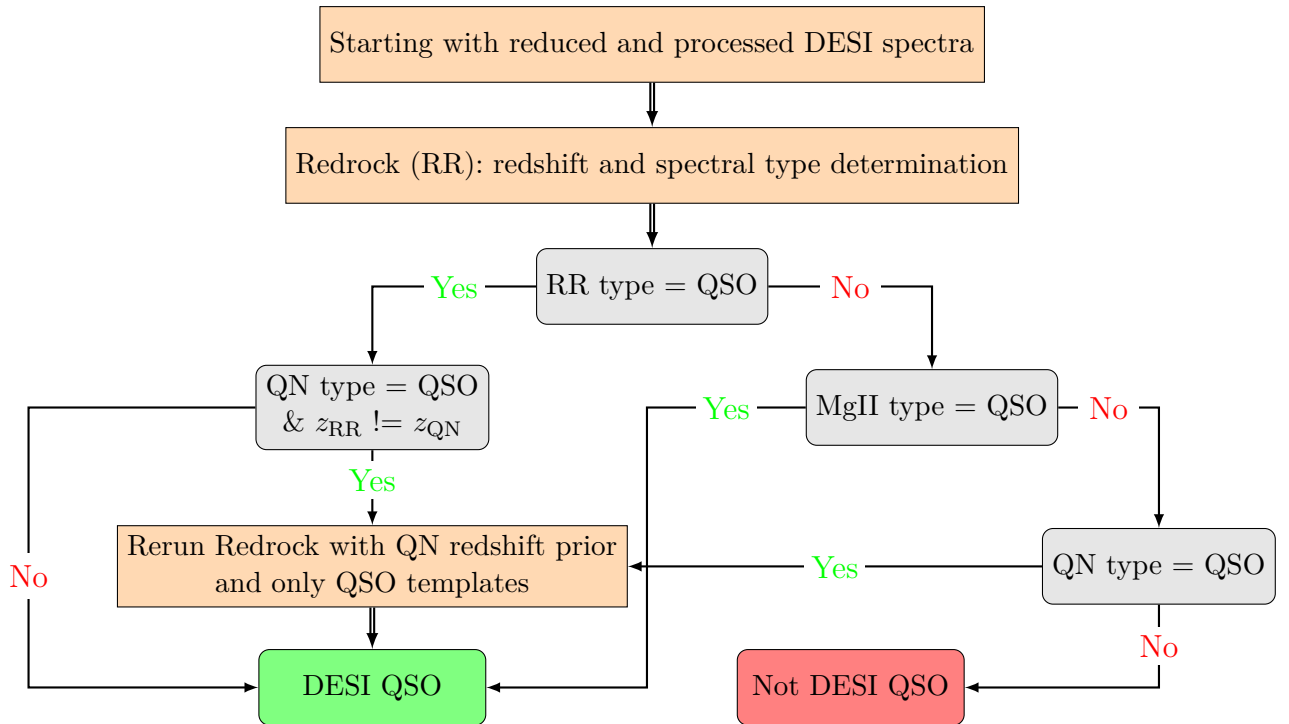 Starting with reduced and processed DESI spectra
Redrock (RR): redshift and spectral type determination
RR type = QSO
Yes
No
QN type = QSO
& z_RR != z_QN
MgII type = QSO
Yes
No
Yes
Rerun Redrock with QN redshift prior
and only QSO templates
No
Yes
QN type = QSO
No
DESI QSO
Not DESI QSO